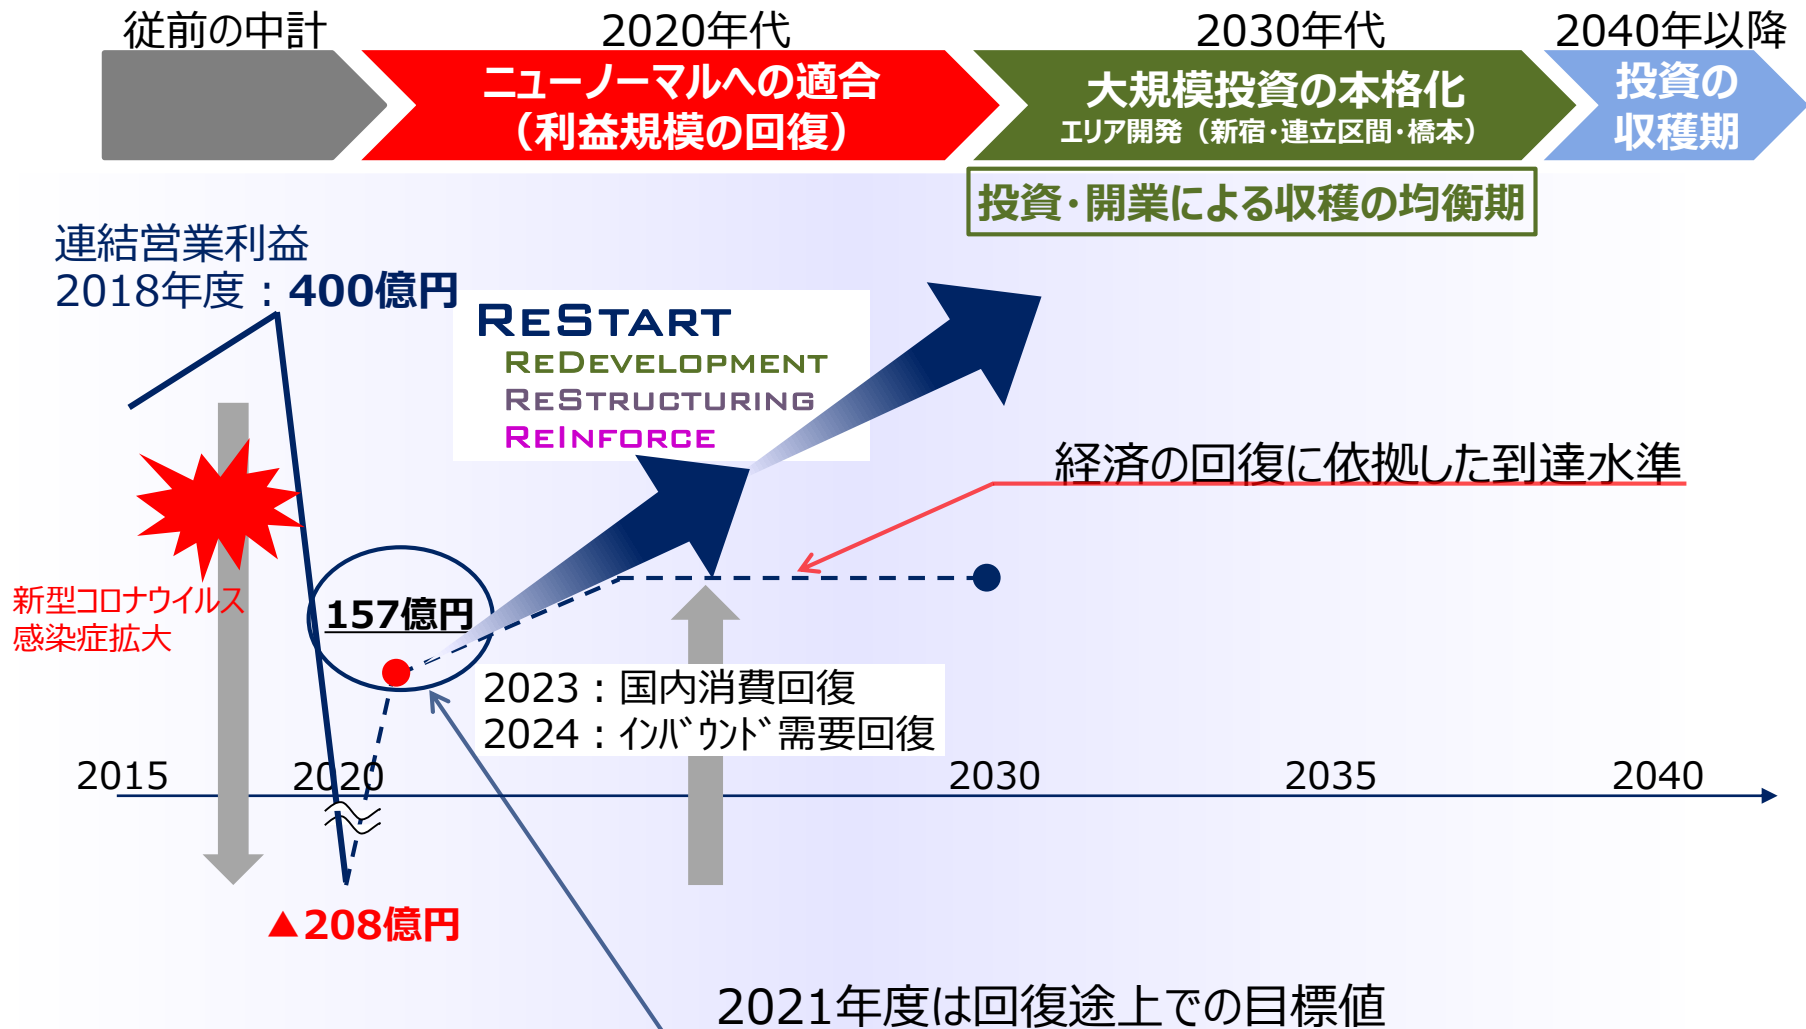 従前の中計
2020年代
2030年代
2040年以降
ニューノーマルへの適合
（利益規模の回復）
大規模投資の本格化
エリア開発（新宿・連立区間・橋本）
投資の
収穫期
投資・開業による収穫の均衡期
連結営業利益
2018年度：400億円
RESTART
REDEVELOPMENT
RESTRUCTURING
REINFORCE
経済の回復に依拠した到達水準
新型コロナウイルス
感染症拡大
157億円
2023：国内消費回復
2024：ｲﾝﾊﾞｳﾝﾄﾞ需要回復
2015
2020
2030
2035
2040
▲208億円
2021年度は回復途上での目標値